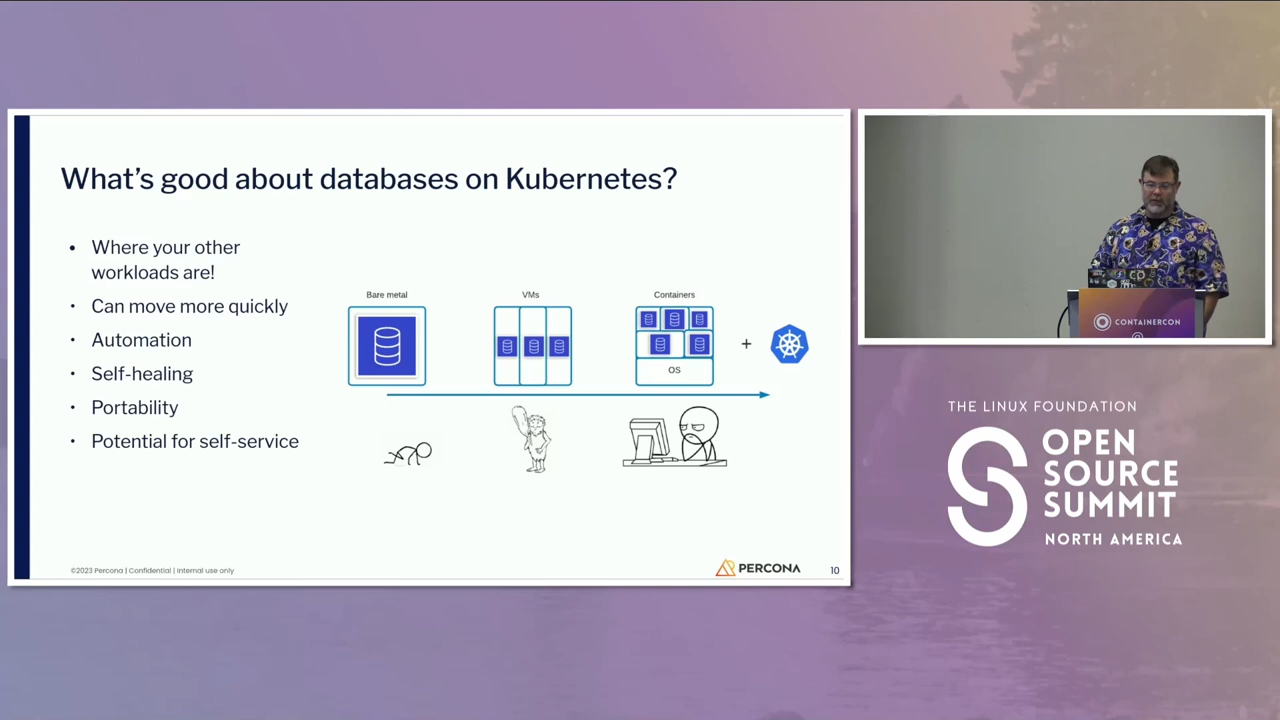 What's good about databases on Kubernetes?
• Where your other
workloads are!
• Can move more quickly
• Automation
• Self-healing
• Portability
• Potential for self-service
Bare metal
VMs
Containers
OS
+
©2023 Percona | Confidential | Internal use only
PERCONA
10
CONTAINERCON
THE LINUX FOUNDATION
OPEN
SOURCE
SUMMIT
NORTH AMERICA